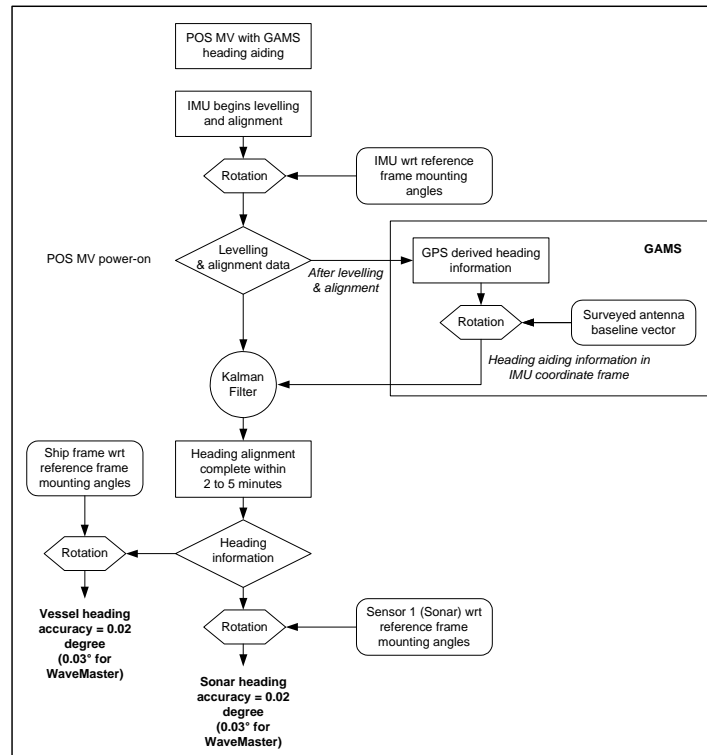 POS MV with GAMS
heading aiding
IMU begins levelling
and alignment
Rotation
IMU wrt reference
frame mounting
angles
POS MV power-on
Levelling
& alignment data
After levelling
& alignment
GAMS
GPS derived heading
information
Rotation
Surveyed antenna
baseline vector
Heading aiding information in
IMU coordinate frame
Kalman
Filter
Ship frame wrt
reference frame
mounting angles
Heading alignment
complete within
2 to 5 minutes
Rotation
Heading
information
Vessel heading
accuracy = 0.02
degree
(0.03° for
WaveMaster)
Rotation
Sensor 1 (Sonar) wrt
reference frame
mounting angles
Sonar heading
accuracy = 0.02
degree
(0.03° for
WaveMaster)